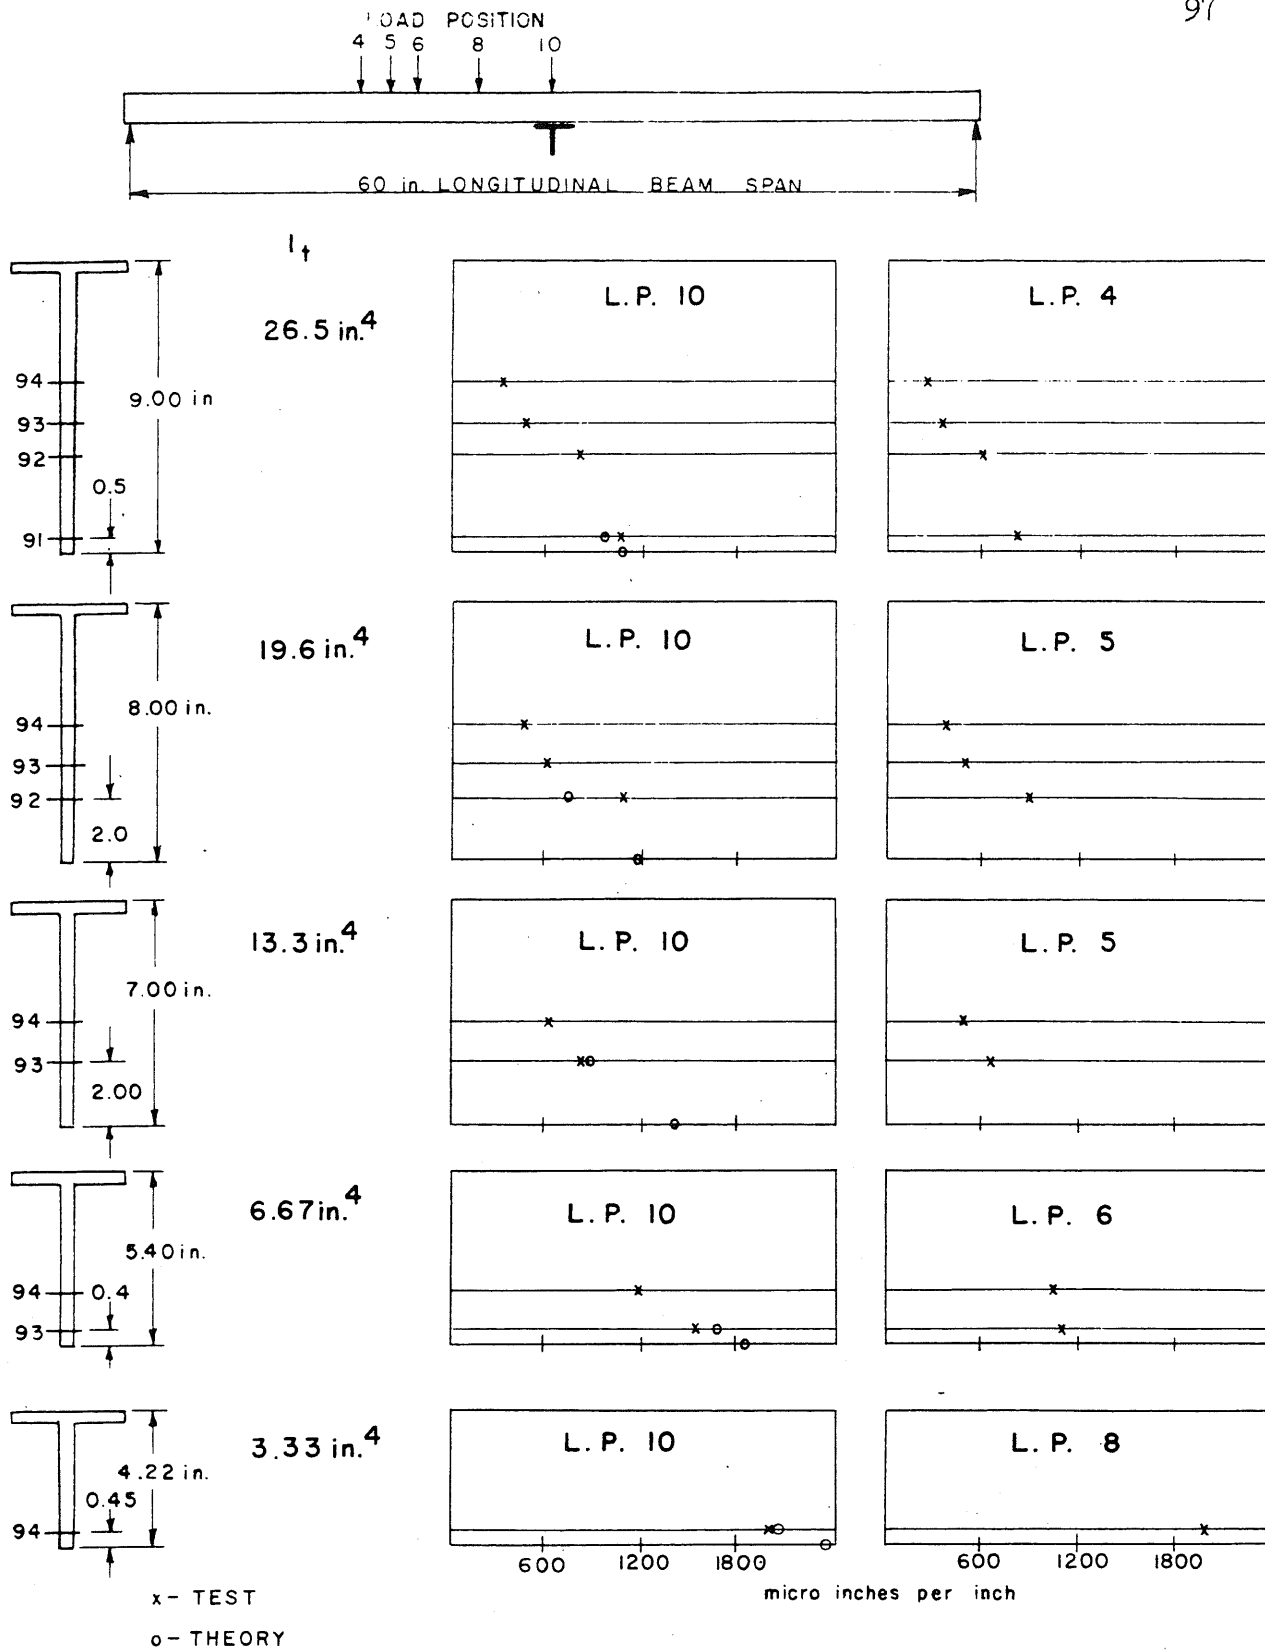 97
LOAD POSITION
4 5 6 8 10
60 in. LONGITUDINAL BEAM SPAN
It
26.5 in.4
L.P. 10
L.P. 4
94
93
92
91
9.00 in
0.5
19.6 in.4
L.P. 10
L.P. 5
94
93
92
8.00 in.
2.0
13.3 in.4
L.P. 10
L.P. 5
94
93
7.00 in.
2.00
6.67 in.4
L.P. 10
L.P. 6
94
93
5.40 in.
0.4
3.33 in.4
L.P. 10
L.P. 8
94
4.22 in.
0.45
600 1200 1800
600 1200 1800
micro inches per inch
x - TEST
o - THEORY